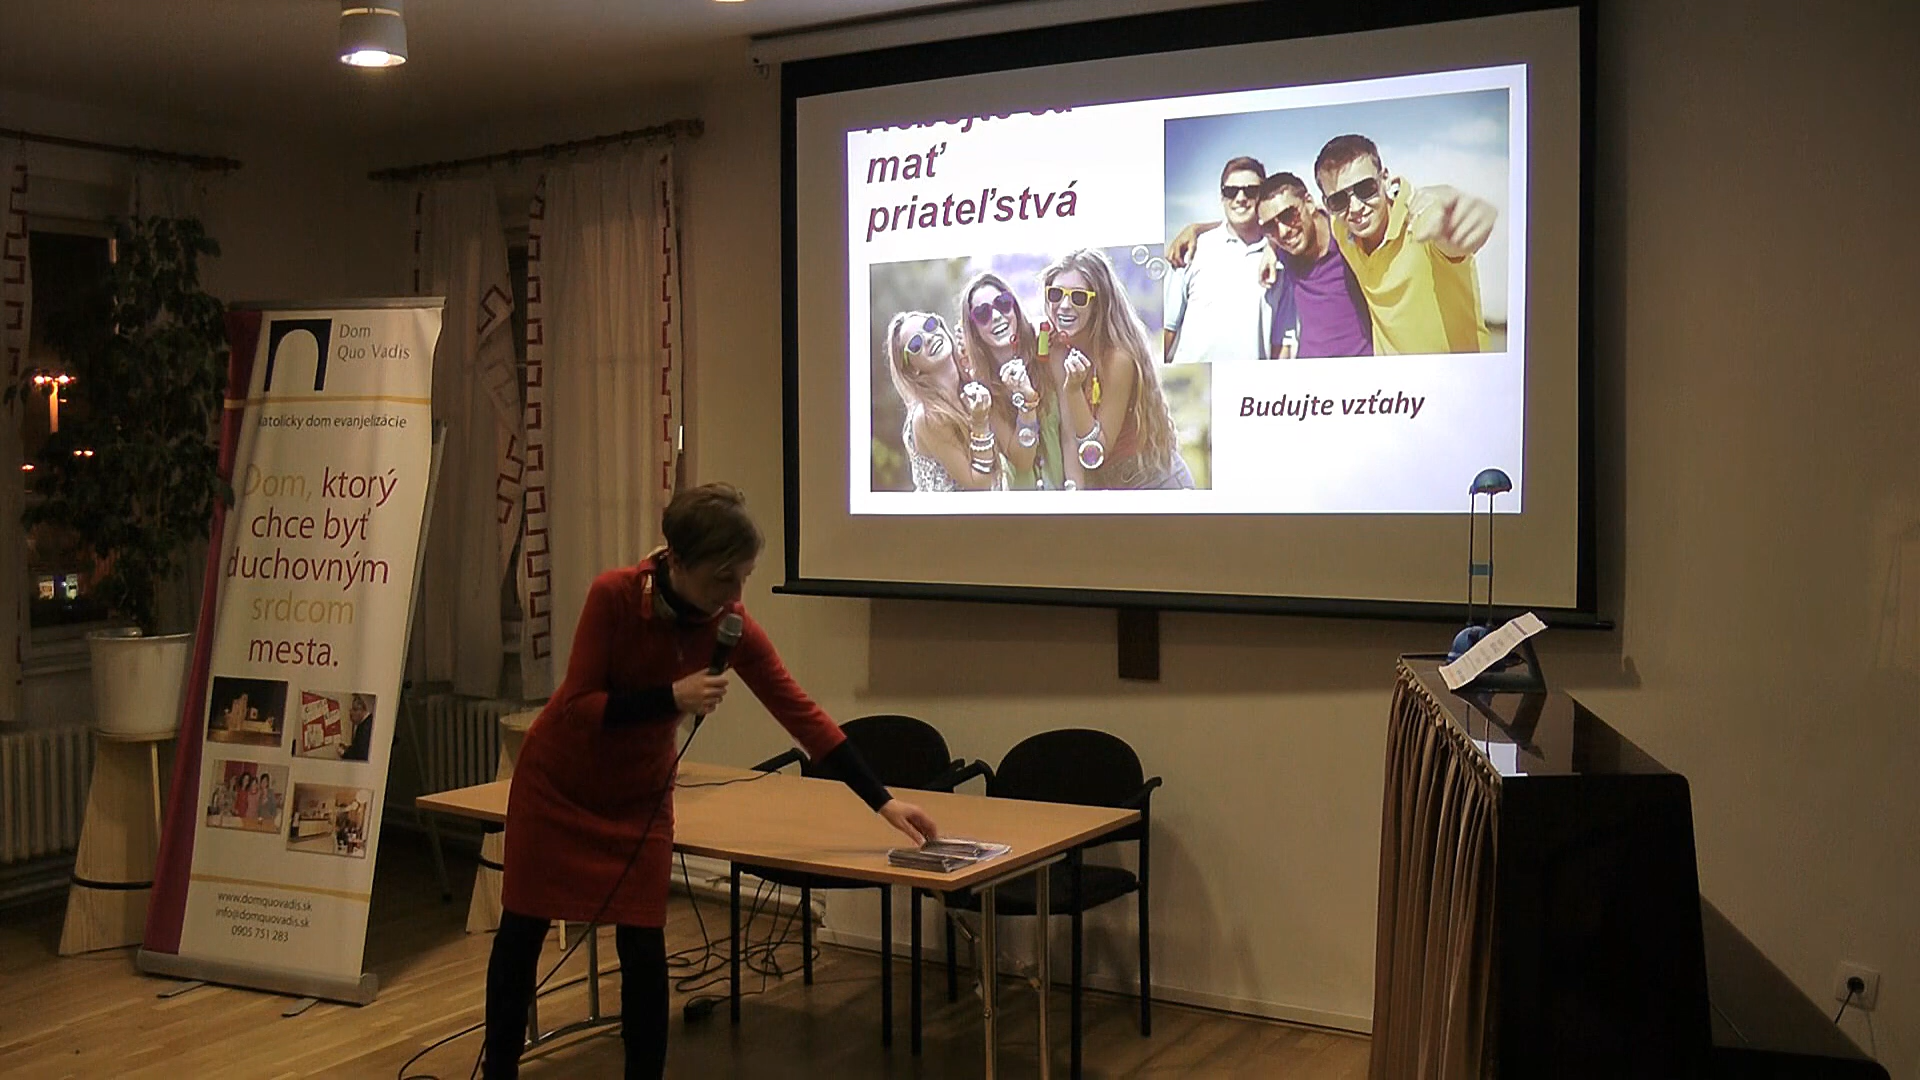 Dom
Quo Vadis
katolícky dom evanjelizácie
Dom, ktorý
chce byť
duchovným
srdcom
mesta.
www.domquovadis.sk
info@domquovadis.sk
0905 751 283
mať
priateľstvá
Budujte vzťahy